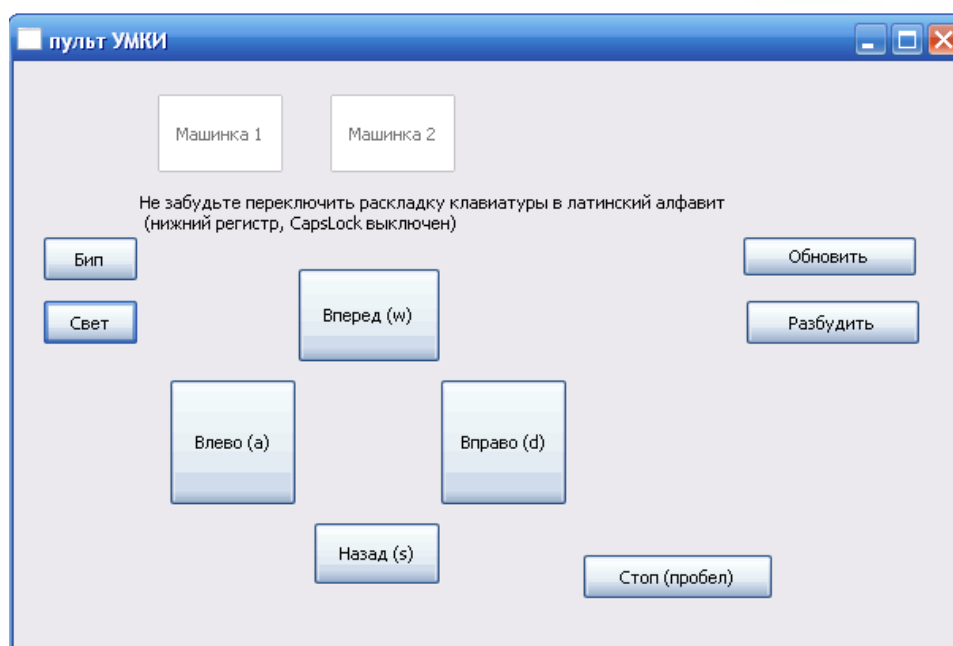 пульт УМКИ
Машинка 1
Машинка 2
Не забудьте переключить раскладку клавиатуры в латинский алфавит
(нижний регистр, CapsLock выключен)
Бип
Обновить
Свет
Вперед (w)
Разбудить
Влево (a)
Вправо (d)
Назад (s)
Стоп (пробел)